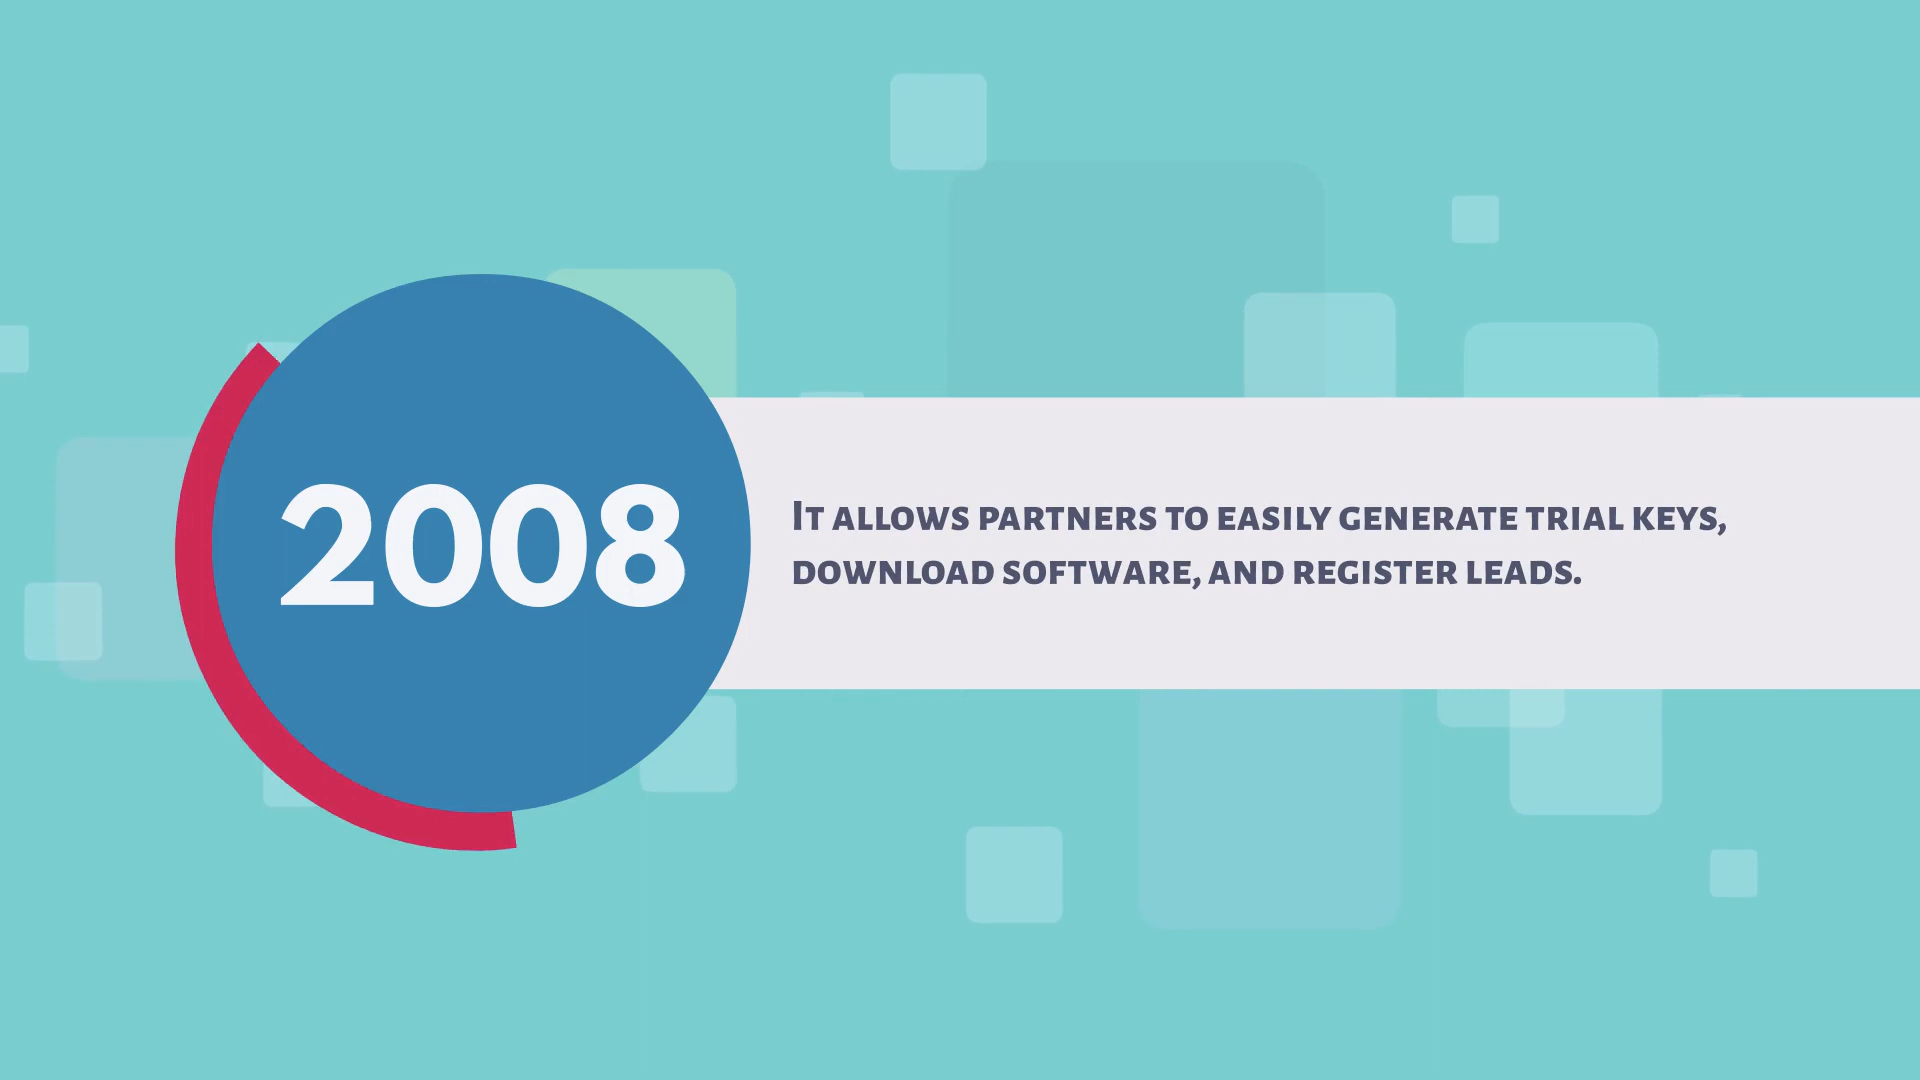 2008
It allows partners to easily generate trial keys,
download software, and register leads.